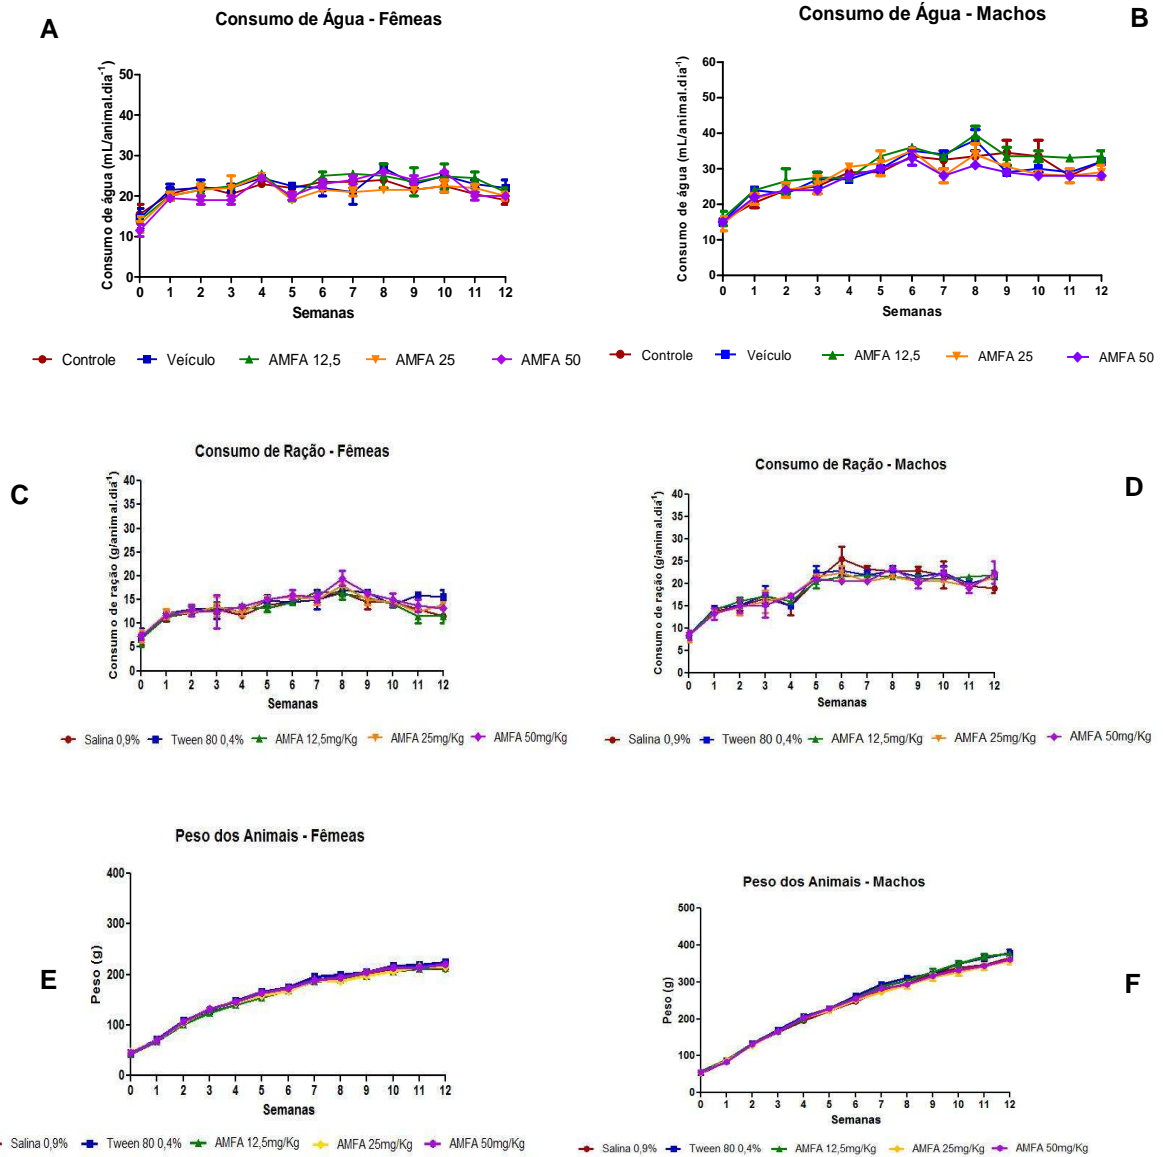 A
Consumo de Água - Fêmeas
Consumo de água (mL/animal.dia⁻¹)
50
40
30
20
10
0
0 1 2 3 4 5 6 7 8 9 10 11 12
Semanas
Controle Veículo AMFA 12,5 AMFA 25 AMFA 50
B
Consumo de Água - Machos
Consumo de água (mL/animal.dia⁻¹)
60
50
40
30
20
10
0
0 1 2 3 4 5 6 7 8 9 10 11 12
Semanas
Controle Veículo AMFA 12,5 AMFA 25 AMFA 50
C
Consumo de Ração - Fêmeas
Consumo de ração (g/animal.dia⁻¹)
40
35
30
25
20
15
10
5
0
0 1 2 3 4 5 6 7 8 9 10 11 12
Semanas
Salina 0,9% Tween 80 0,4% AMFA 12,5mg/Kg AMFA 25mg/Kg AMFA 50mg/Kg
D
Consumo de Ração - Machos
Consumo de ração (g/animal.dia⁻¹)
40
35
30
25
20
15
10
5
0
0 1 2 3 4 5 6 7 8 9 10 11 12
Semanas
Salina 0,9% Tween 80 0,4% AMFA 12,5mg/Kg AMFA 25mg/Kg AMFA 50mg/Kg
E
Peso dos Animais - Fêmeas
Peso (g)
400
300
200
100
0
0 1 2 3 4 5 6 7 8 9 10 11 12
Semanas
Salina 0,9% Tween 80 0,4% AMFA 12,5mg/Kg AMFA 25mg/Kg AMFA 50mg/Kg
F
Peso dos Animais - Machos
Peso (g)
500
400
300
200
100
0
0 1 2 3 4 5 6 7 8 9 10 11 12
Semanas
Salina 0,9% Tween 80 0,4% AMFA 12,5mg/Kg AMFA 25mg/Kg AMFA 50mg/Kg